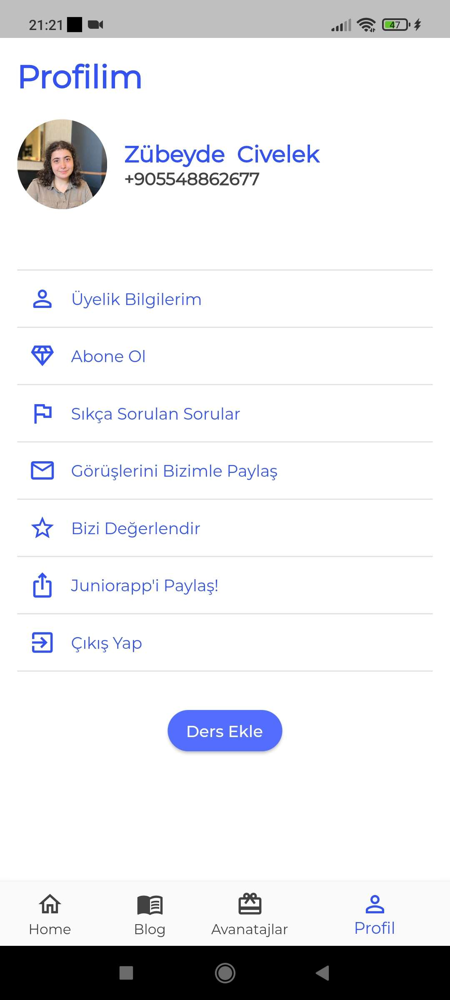 21:21
47
Profilim
Zübeyde  Civelek
+905548862677
Üyelik Bilgilerim
Abone Ol
Sıkça Sorulan Sorular
Görüşlerini Bizimle Paylaş
Bizi Değerlendir
Juniorapp'i Paylaş!
Çıkış Yap
Ders Ekle
Home
Blog
Avanatajlar
Profil